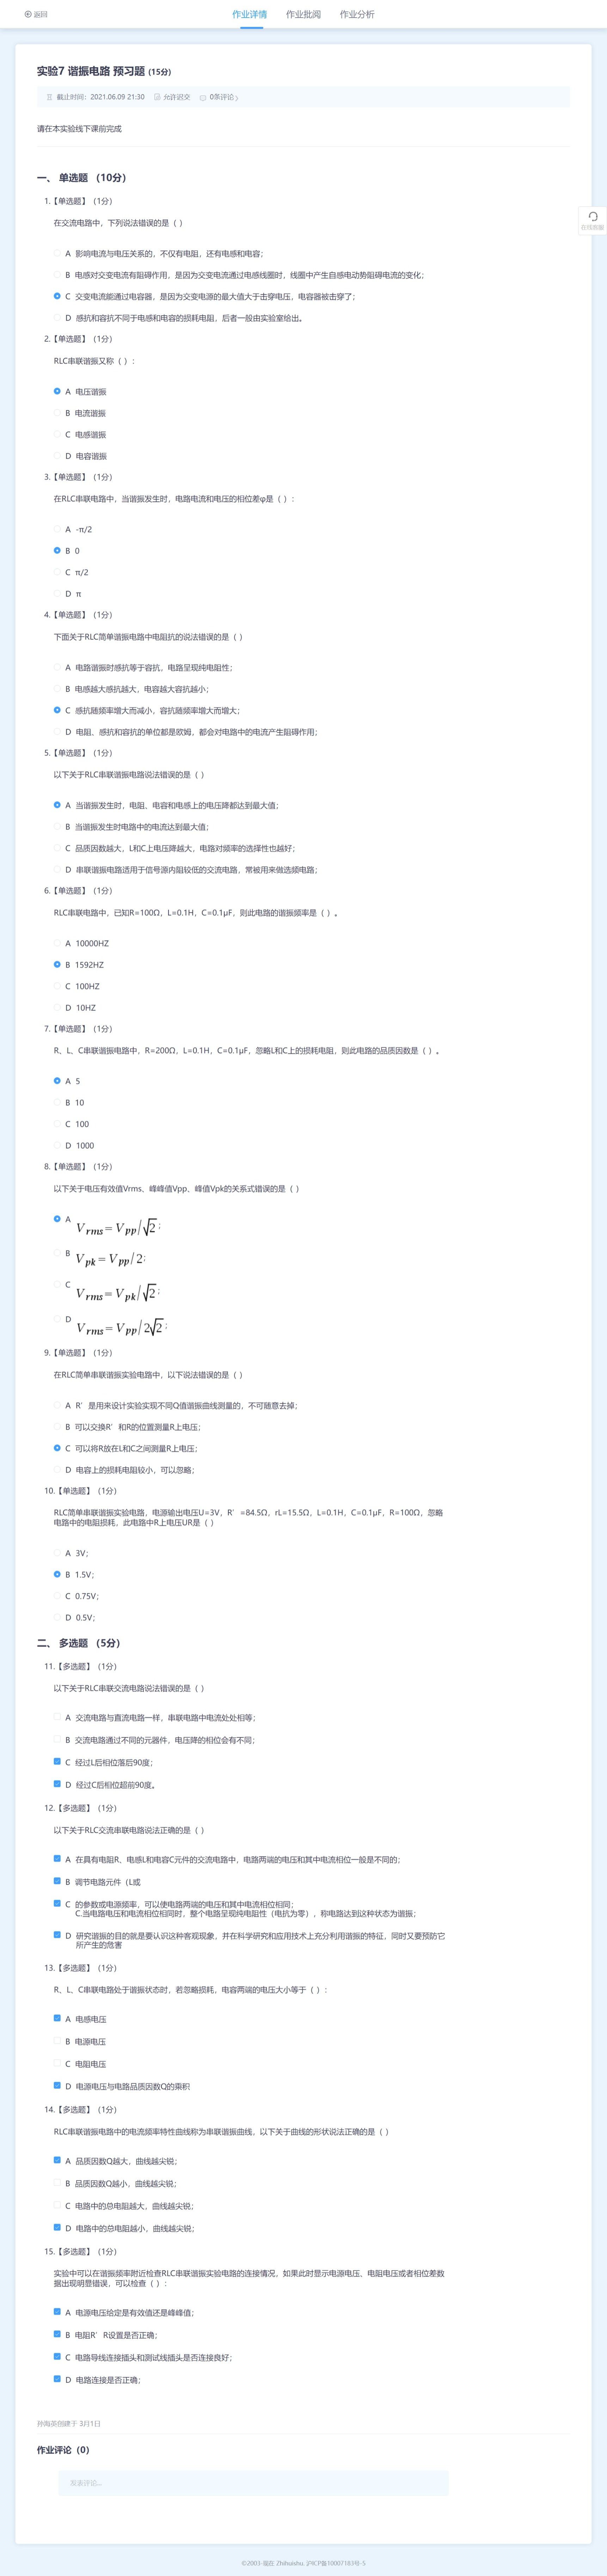 返回
作业详情 作业批阅 作业分析
实验7 谐振电路 预习题 (15分)
截止时间：2021.06.09 21:30 允许迟交 0条评论
请在本实验线下课前完成
在线客服
一、 单选题 （10分）
1.【单选题】（1分）
在交流电路中，下列说法错误的是（ ）
A 影响电流与电压关系的，不仅有电阻，还有电感和电容；
B 电感对交变电流有阻碍作用，是因为交变电流通过电感线圈时，线圈中产生自感电动势阻碍电流的变化；
C 交变电流能通过电容器，是因为交变电源的最大值大于击穿电压，电容器被击穿了；
D 感抗和容抗不同于电感和电容的损耗电阻，后者一般由实验室给出。
2.【单选题】（1分）
RLC串联谐振又称（ ）：
A 电压谐振
B 电流谐振
C 电感谐振
D 电容谐振
3.【单选题】（1分）
在RLC串联电路中，当谐振发生时，电路电流和电压的相位差φ是（ ）：
A -π/2
B 0
C π/2
D π
4.【单选题】（1分）
下面关于RLC简单谐振电路中电阻抗的说法错误的是（ ）
A 电路谐振时感抗等于容抗，电路呈现纯电阻性；
B 电感越大感抗越大，电容越大容抗越小；
C 感抗随频率增大而减小，容抗随频率增大而增大；
D 电阻、感抗和容抗的单位都是欧姆，都会对电路中的电流产生阻碍作用；
5.【单选题】（1分）
以下关于RLC串联谐振电路说法错误的是（ ）
A 当谐振发生时，电阻、电容和电感上的电压降都达到最大值；
B 当谐振发生时电路中的电流达到最大值；
C 品质因数越大，L和C上电压降越大，电路对频率的选择性也越好；
D 串联谐振电路适用于信号源内阻较低的交流电路，常被用来做选频电路；
6.【单选题】（1分）
RLC串联电路中，已知R=100Ω，L=0.1H，C=0.1μF，则此电路的谐振频率是（ ）。
A 10000HZ
B 1592HZ
C 100HZ
D 10HZ
7.【单选题】（1分）
R、L、C串联谐振电路中，R=200Ω，L=0.1H，C=0.1μF，忽略L和C上的损耗电阻，则此电路的品质因数是（ ）。
A 5
B 10
C 100
D 1000
8.【单选题】（1分）
以下关于电压有效值Vrms、峰峰值Vpp、峰值Vpk的关系式错误的是（ ）
A Vrms=Vpp/√2；
B Vpk=Vpp/2；
C Vrms=Vpk/√2；
D Vrms=Vpp/2√2；
9.【单选题】（1分）
在RLC简单串联谐振实验电路中，以下说法错误的是（ ）
A R’是用来设计实验实现不同Q值谐振曲线测量的，不可随意去掉；
B 可以交换R’和R的位置测量R上电压；
C 可以将R放在L和C之间测量R上电压；
D 电容上的损耗电阻较小，可以忽略；
10.【单选题】（1分）
RLC简单串联谐振实验电路，电源输出电压U=3V，R’=84.5Ω，rL=15.5Ω，L=0.1H，C=0.1μF，R=100Ω，忽略
电路中的电阻损耗，此电路中R上电压UR是（ ）
A 3V；
B 1.5V；
C 0.75V；
D 0.5V；
二、 多选题 （5分）
11.【多选题】（1分）
以下关于RLC串联交流电路说法错误的是（ ）
A 交流电路与直流电路一样，串联电路中电流处处相等；
B 交流电路通过不同的元器件，电压降的相位会有不同；
C 经过L后相位落后90度；
D 经过C后相位超前90度。
12.【多选题】（1分）
以下关于RLC交流串联电路说法正确的是（ ）
A 在具有电阻R、电感L和电容C元件的交流电路中，电路两端的电压和其中电流相位一般是不同的；
B 调节电路元件（L或
C 的参数或电源频率，可以使电路两端的电压和其中电流相位相同；
C.当电路电压和电流相位相同时，整个电路呈现纯电阻性（电抗为零），称电路达到这种状态为谐振；
D 研究谐振的目的就是要认识这种客观现象，并在科学研究和应用技术上充分利用谐振的特征，同时又要预防它
所产生的危害
13.【多选题】（1分）
R、L、C串联电路处于谐振状态时，若忽略损耗，电容两端的电压大小等于（ ）：
A 电感电压
B 电源电压
C 电阻电压
D 电源电压与电路品质因数Q的乘积
14.【多选题】（1分）
RLC串联谐振电路中的电流频率特性曲线称为串联谐振曲线，以下关于曲线的形状说法正确的是（ ）
A 品质因数Q越大，曲线越尖锐；
B 品质因数Q越小，曲线越尖锐；
C 电路中的总电阻越大，曲线越尖锐；
D 电路中的总电阻越小，曲线越尖锐；
15.【多选题】（1分）
实验中可以在谐振频率附近检查RLC串联谐振实验电路的连接情况，如果此时显示电源电压、电阻电压或者相位差数
据出现明显错误，可以检查（ ）：
A 电源电压给定是有效值还是峰峰值；
B 电阻R’R设置是否正确；
C 电路导线连接插头和测试线插头是否连接良好；
D 电路连接是否正确；
孙海英创建于 3月1日
作业评论（0）
发表评论...
©2003-现在 Zhihuishu. 沪ICP备10007183号-5